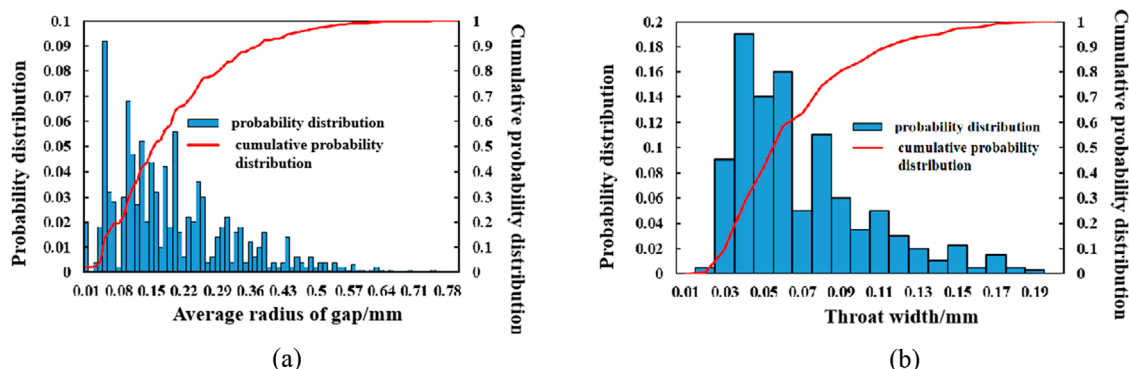 0.1
0.09
0.08
0.07
0.06
0.05
0.04
0.03
0.02
0.01
0
Probability distribution
1
0.9
0.8
0.7
0.6
0.5
0.4
0.3
0.2
0.1
0
Cumulative probability distribution
probability distribution
cumulative probability
distribution
0.01 0.08 0.15 0.22 0.29 0.36 0.43 0.5 0.57 0.64 0.71 0.78
Average radius of gap/mm
(a)
0.2
0.16
0.18
0.14
0.1
0.12
0.08
0.06
0.04
0.02
0
Probability distribution
1
0.9
0.8
0.7
0.6
0.5
0.4
0.3
0.2
0.1
0
Cumulative probability distribution
probability distribution
cumulative probability
distribution
0.01 0.03 0.05 0.07 0.09 0.11 0.13 0.15 0.17 0.19
Throat width/mm
(b)